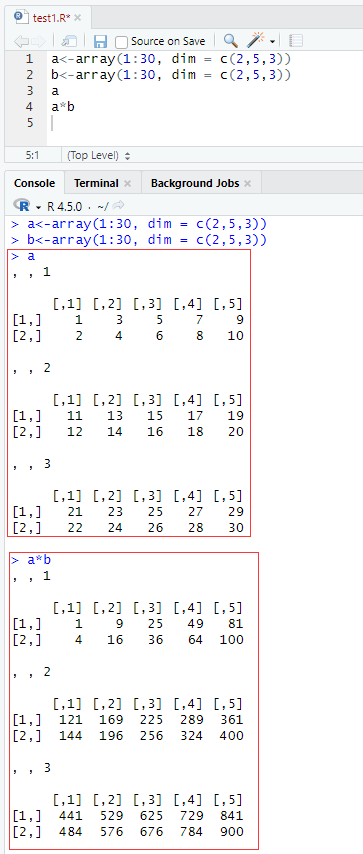 test1.R*
Source on Save
1 a<-array(1:30, dim = c(2,5,3))
2 b<-array(1:30, dim = c(2,5,3))
3 a
4 a*b
5
5:1 (Top Level)
Console Terminal Background Jobs
R R 4.5.0 · ~/
> a<-array(1:30, dim = c(2,5,3))
> b<-array(1:30, dim = c(2,5,3))
> a
, , 1
[,1] [,2] [,3] [,4] [,5]
[1,] 1 3 5 7 9
[2,] 2 4 6 8 10
, , 2
[,1] [,2] [,3] [,4] [,5]
[1,] 11 13 15 17 19
[2,] 12 14 16 18 20
, , 3
[,1] [,2] [,3] [,4] [,5]
[1,] 21 23 25 27 29
[2,] 22 24 26 28 30
> a*b
, , 1
[,1] [,2] [,3] [,4] [,5]
[1,] 1 9 25 49 81
[2,] 4 16 36 64 100
, , 2
[,1] [,2] [,3] [,4] [,5]
[1,] 121 169 225 289 361
[2,] 144 196 256 324 400
, , 3
[,1] [,2] [,3] [,4] [,5]
[1,] 441 529 625 729 841
[2,] 484 576 676 784 900